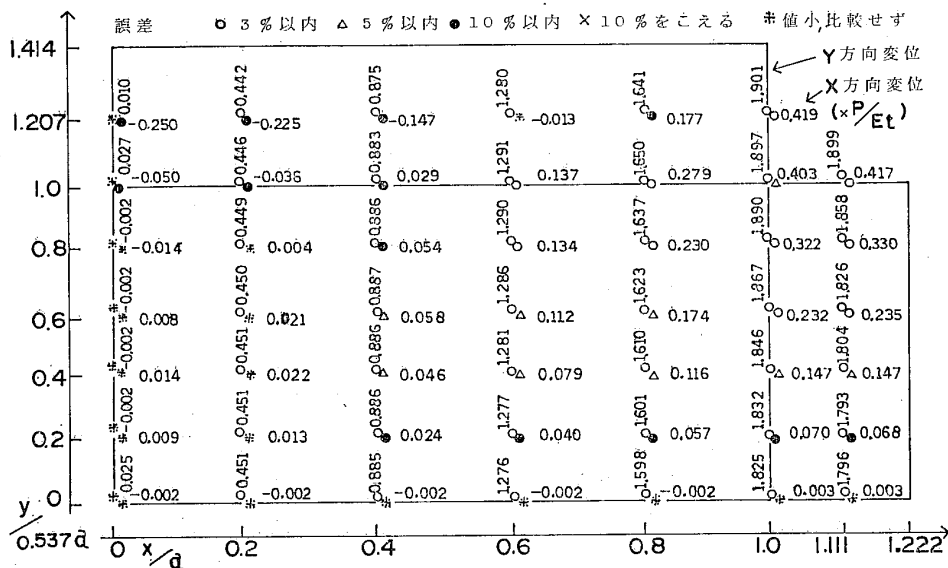 誤差 ○ 3%以内 △ 5%以内 ● 10%以内 × 10%をこえる ⁜ 値小,比較せず
Y方向変位
X方向変位
(×P/Et)
1.414
1.207
0.010 -0.250 0.442 -0.225 0.875 -0.147 1.280 -0.013 1.641 0.177 1.901 0.419
1.0
0.027 -0.050 0.446 -0.036 0.883 0.029 1.291 0.137 1.650 0.279 1.897 0.403 1.899 0.417
0.8
-0.002 -0.014 0.449 0.004 0.886 0.054 1.290 0.134 1.637 0.230 1.890 0.322 1.858 0.330
0.6
-0.002 0.008 0.450 0.021 0.887 0.058 1.286 0.112 1.623 0.174 1.867 0.232 1.826 0.235
0.4
-0.002 0.014 0.451 0.022 0.886 0.046 1.281 0.079 1.610 0.116 1.846 0.147 1.804 0.147
0.2
-0.002 0.009 0.451 0.013 0.886 0.024 1.277 0.040 1.601 0.057 1.832 0.070 1.793 0.068
0
0.025 -0.002 0.451 -0.002 0.885 -0.002 1.276 -0.002 1.598 -0.002 1.825 0.003 1.796 0.003
y/0.537a
0 x/a 0.2 0.4 0.6 0.8 1.0 1.111 1.222